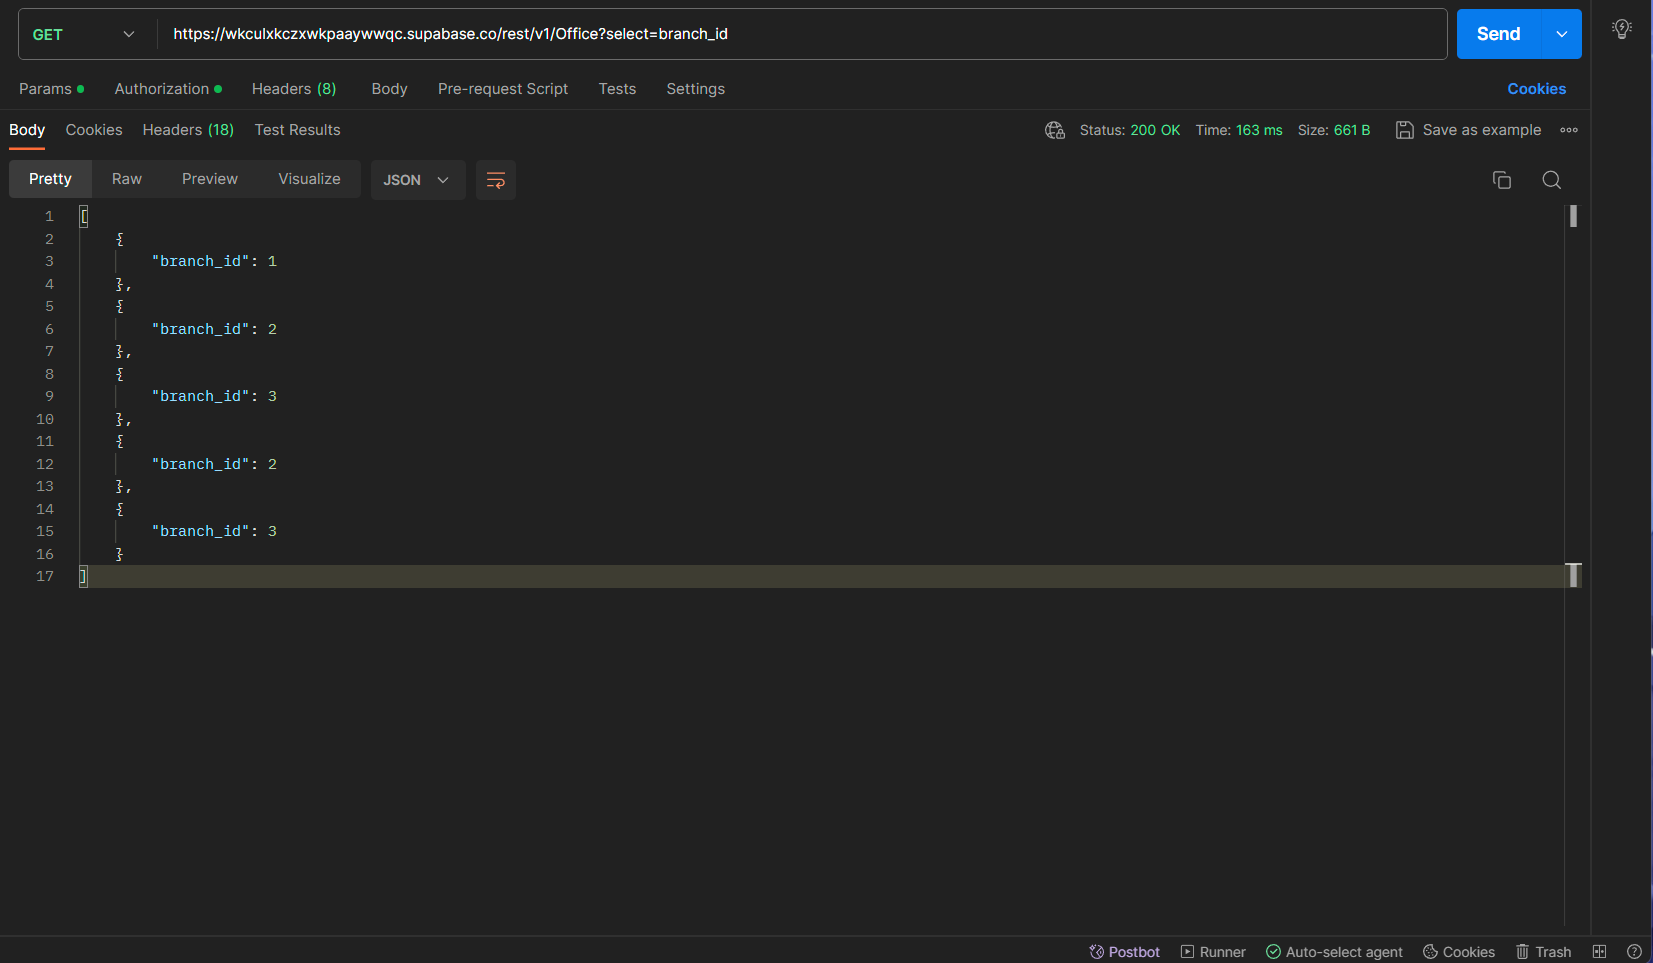 GET https://wkculxkczxwkpaaywwqc.supabase.co/rest/v1/Office?select=branch_id Send
Params Authorization Headers (8) Body Pre-request Script Tests Settings Cookies
Body Cookies Headers (18) Test Results Status: 200 OK Time: 163 ms Size: 661 B Save as example
Pretty Raw Preview Visualize JSON
1 [
2 {
3 "branch_id": 1
4 },
5 {
6 "branch_id": 2
7 },
8 {
9 "branch_id": 3
10 },
11 {
12 "branch_id": 2
13 },
14 {
15 "branch_id": 3
16 }
17 ]
Postbot Runner Auto-select agent Cookies Trash